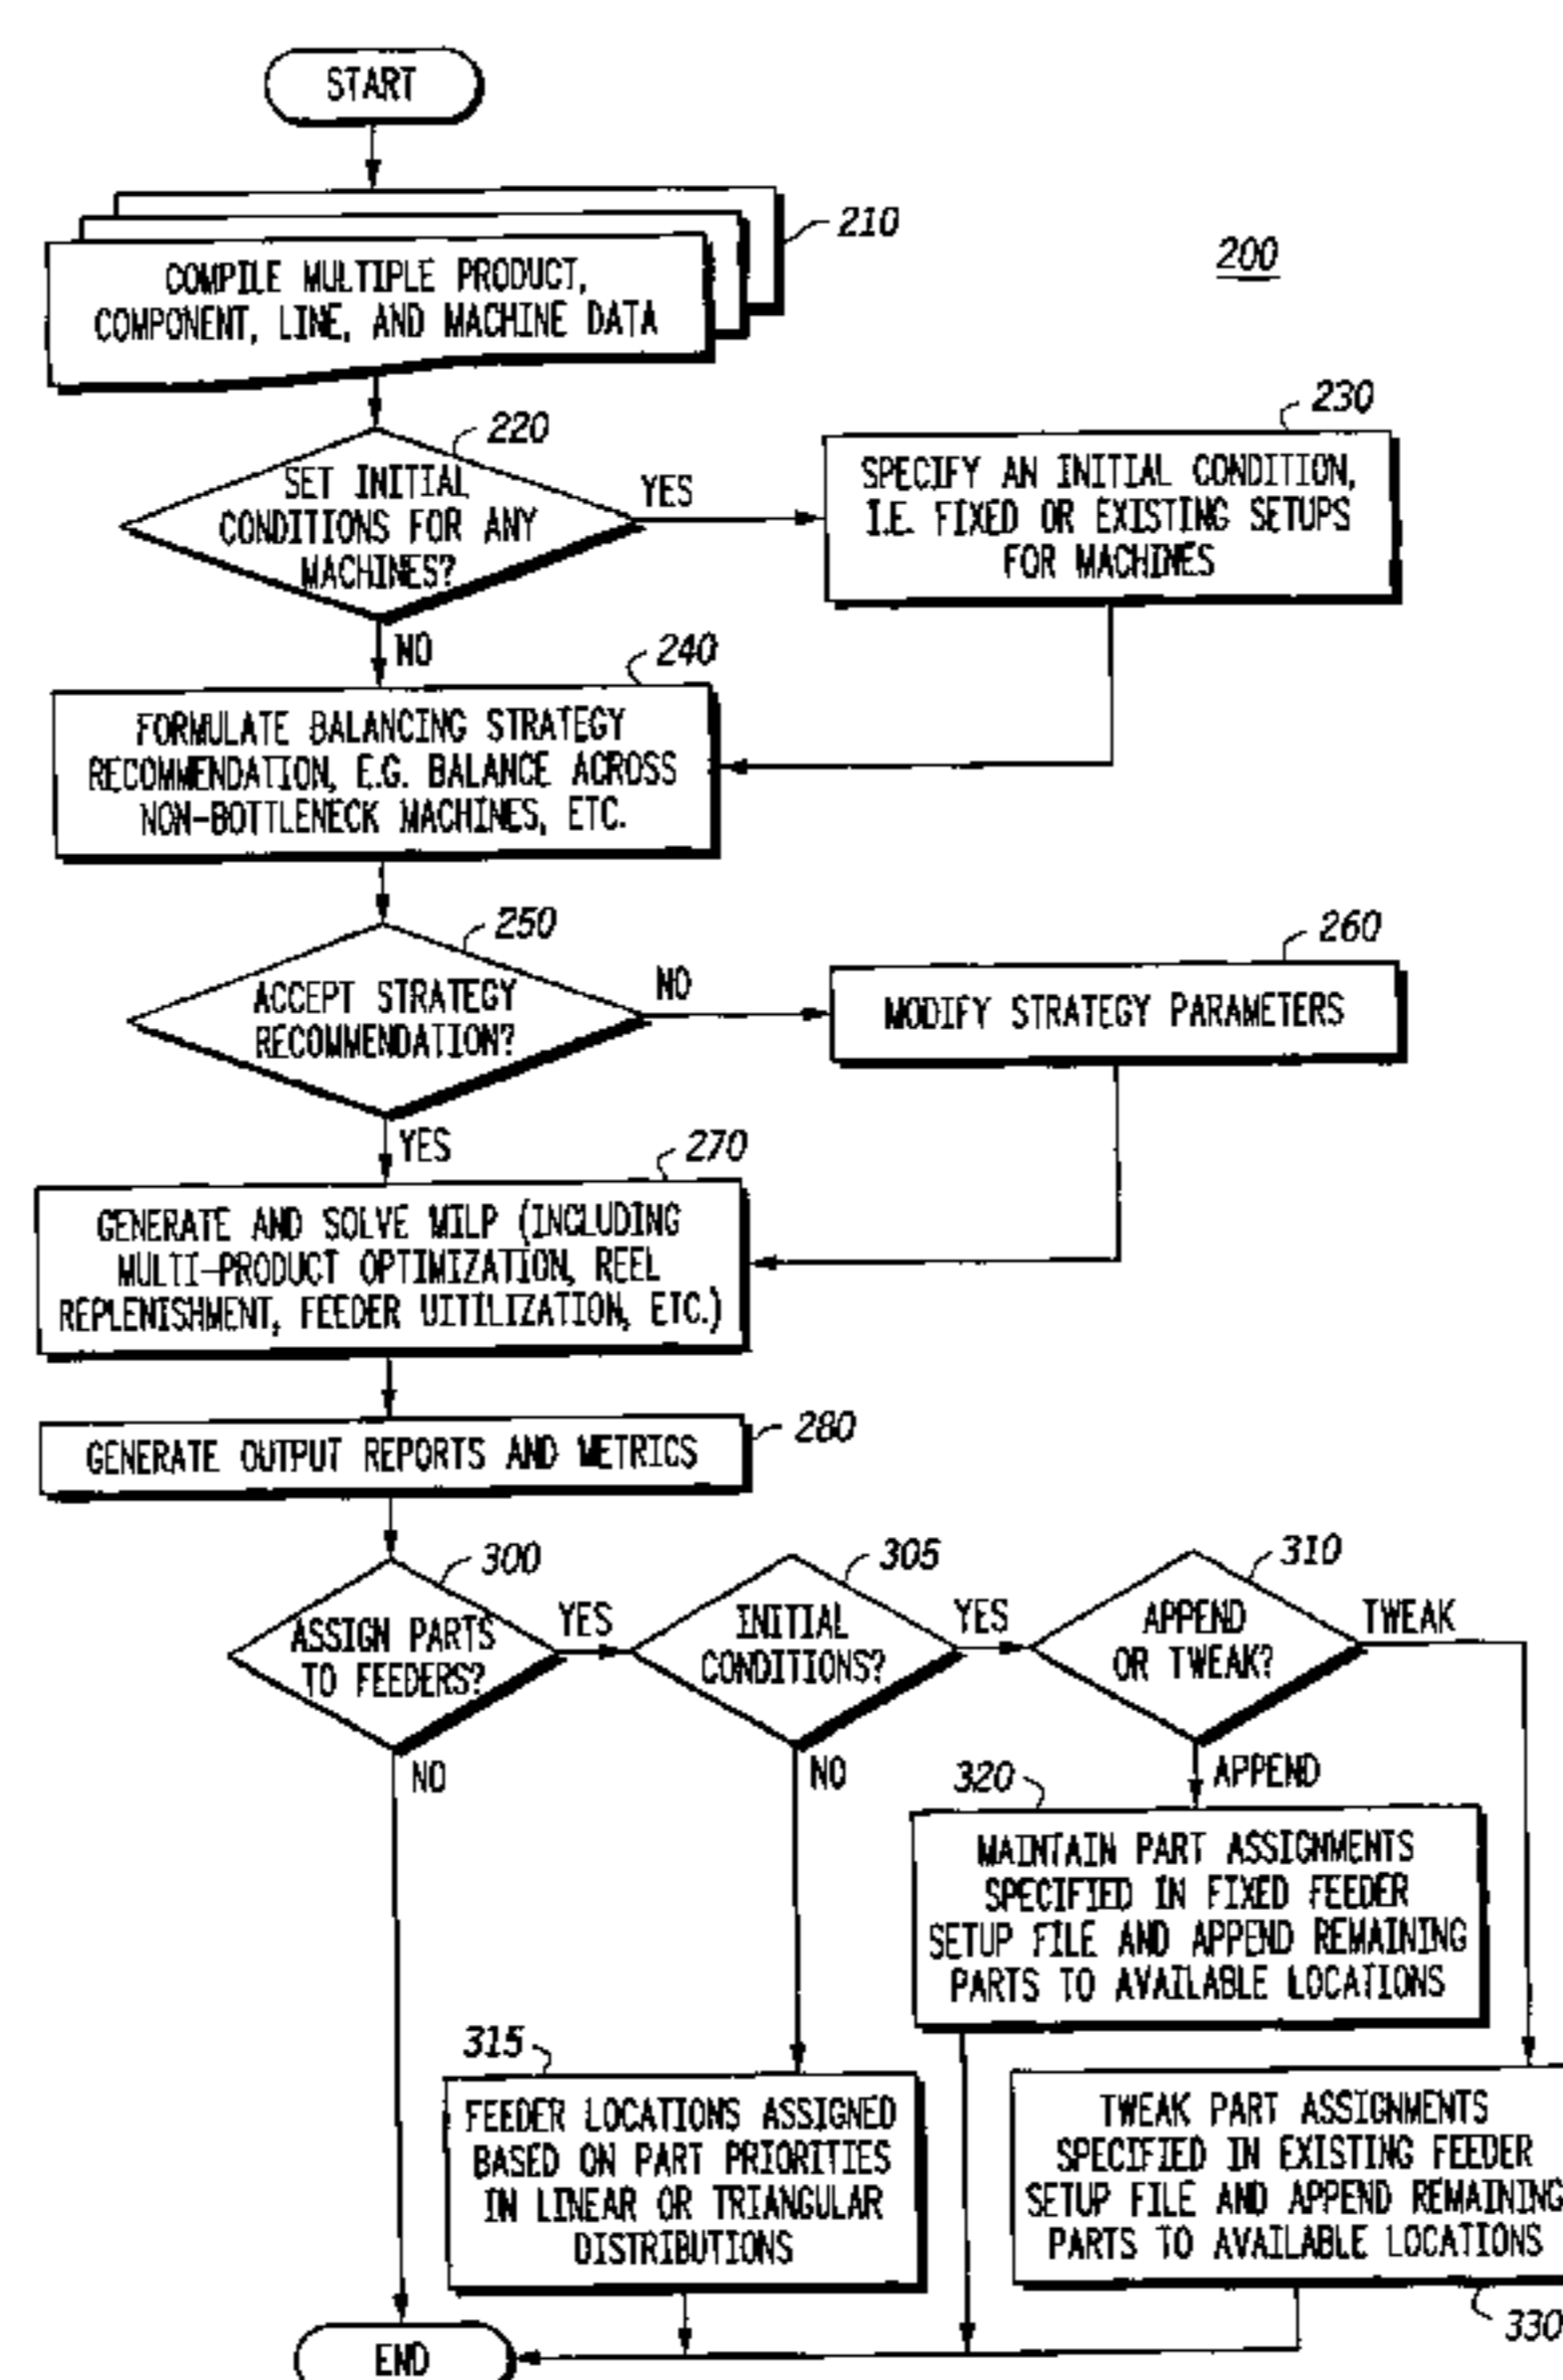 START
210
200
COMPILE MULTIPLE PRODUCT,
COMPONENT, LINE, AND MACHINE DATA
220
SET INITIAL
CONDITIONS FOR ANY
MACHINES?
YES
230
SPECIFY AN INITIAL CONDITION,
I.E. FIXED OR EXISTING SETUPS
FOR MACHINES
NO
240
FORMULATE BALANCING STRATEGY
RECOMMENDATION, E.G. BALANCE ACROSS
NON-BOTTLENECK MACHINES, ETC.
250
ACCEPT STRATEGY
RECOMMENDATION?
NO
260
MODIFY STRATEGY PARAMETERS
YES
270
GENERATE AND SOLVE MILP (INCLUDING
MULTI-PRODUCT OPTIMIZATION, REEL
REPLENISHMENT, FEEDER UITILIZATION, ETC.)
280
GENERATE OUTPUT REPORTS AND METRICS
300
ASSIGN PARTS
TO FEEDERS?
YES
NO
305
INITIAL
CONDITIONS?
YES
NO
310
APPEND
OR TWEAK?
TWEAK
APPEND
320
MAINTAIN PART ASSIGNMENTS
SPECIFIED IN FIXED FEEDER
SETUP FILE AND APPEND REMAINING
PARTS TO AVAILABLE LOCATIONS
315
FEEDER LOCATIONS ASSIGNED
BASED ON PART PRIORITIES
IN LINEAR OR TRIANGULAR
DISTRIBUTIONS
TWEAK PART ASSIGNMENTS
SPECIFIED IN EXISTING FEEDER
SETUP FILE AND APPEND REMAINING
PARTS TO AVAILABLE LOCATIONS
330
END